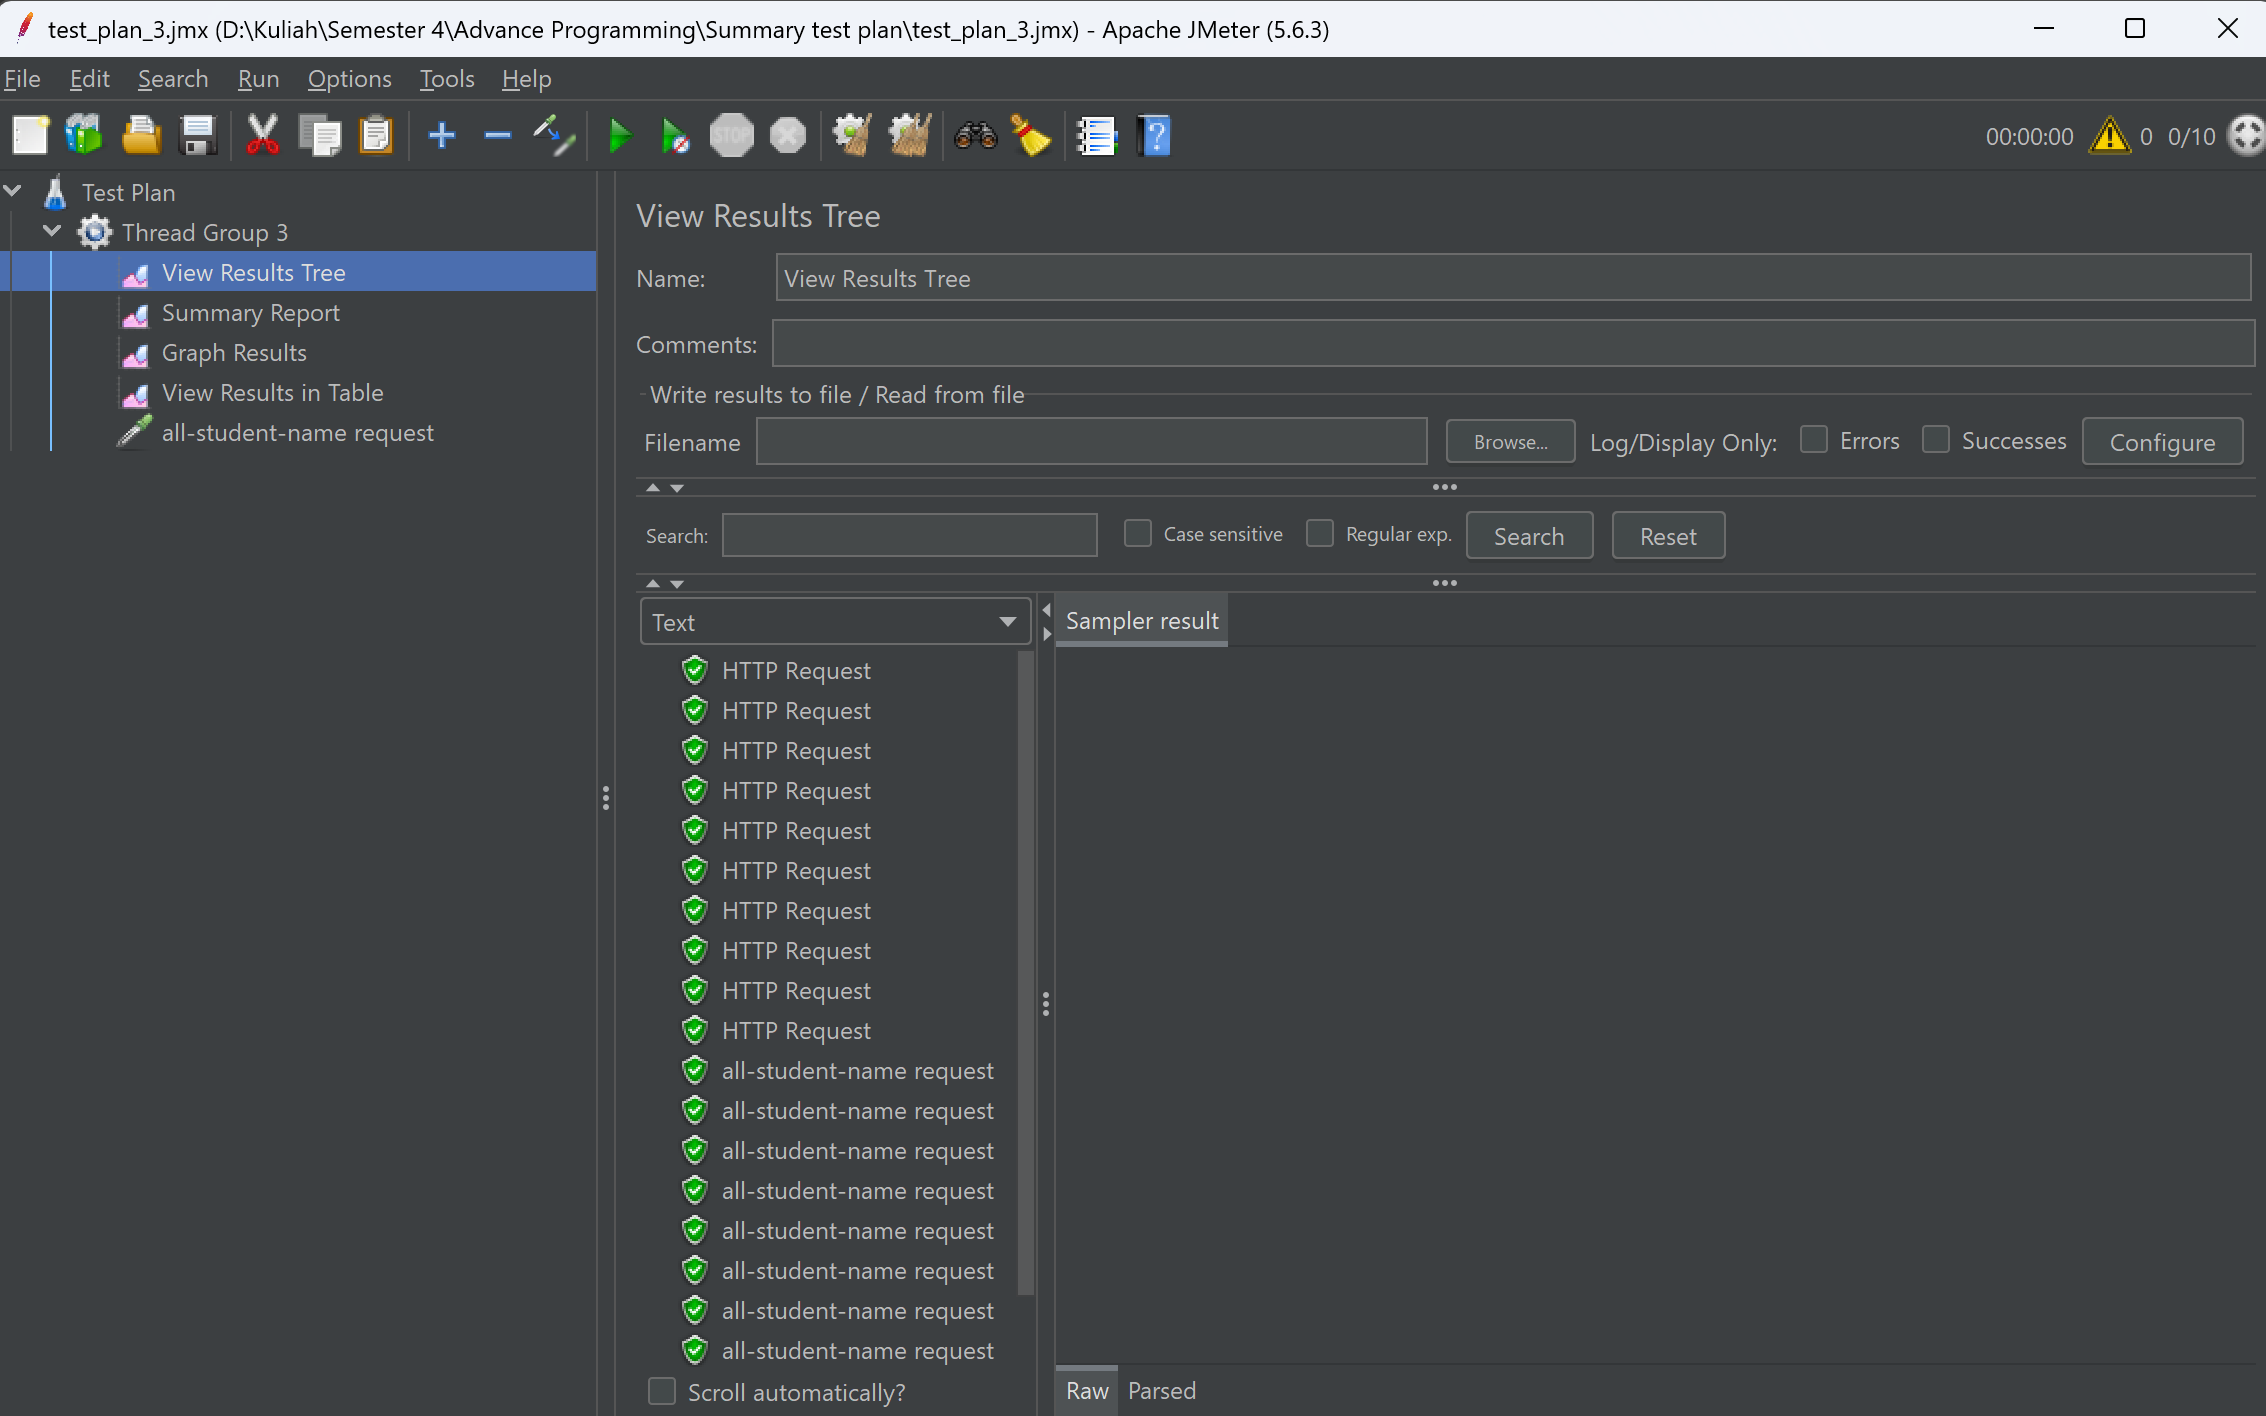 test_plan_3.jmx (D:\Kuliah\Semester 4\Advance Programming\Summary test plan\test_plan_3.jmx) - Apache JMeter (5.6.3)
File Edit Search Run Options Tools Help
STOP
00:00:00 0 0/10
Test Plan
Thread Group 3
View Results Tree
Summary Report
Graph Results
View Results in Table
all-student-name request
View Results Tree
Name: View Results Tree
Comments:
Write results to file / Read from file
Filename Browse... Log/Display Only: Errors Successes Configure
Search: Case sensitive Regular exp. Search Reset
Text
Sampler result
HTTP Request
HTTP Request
HTTP Request
HTTP Request
HTTP Request
HTTP Request
HTTP Request
HTTP Request
HTTP Request
HTTP Request
all-student-name request
all-student-name request
all-student-name request
all-student-name request
all-student-name request
all-student-name request
all-student-name request
all-student-name request
Scroll automatically?
Raw Parsed